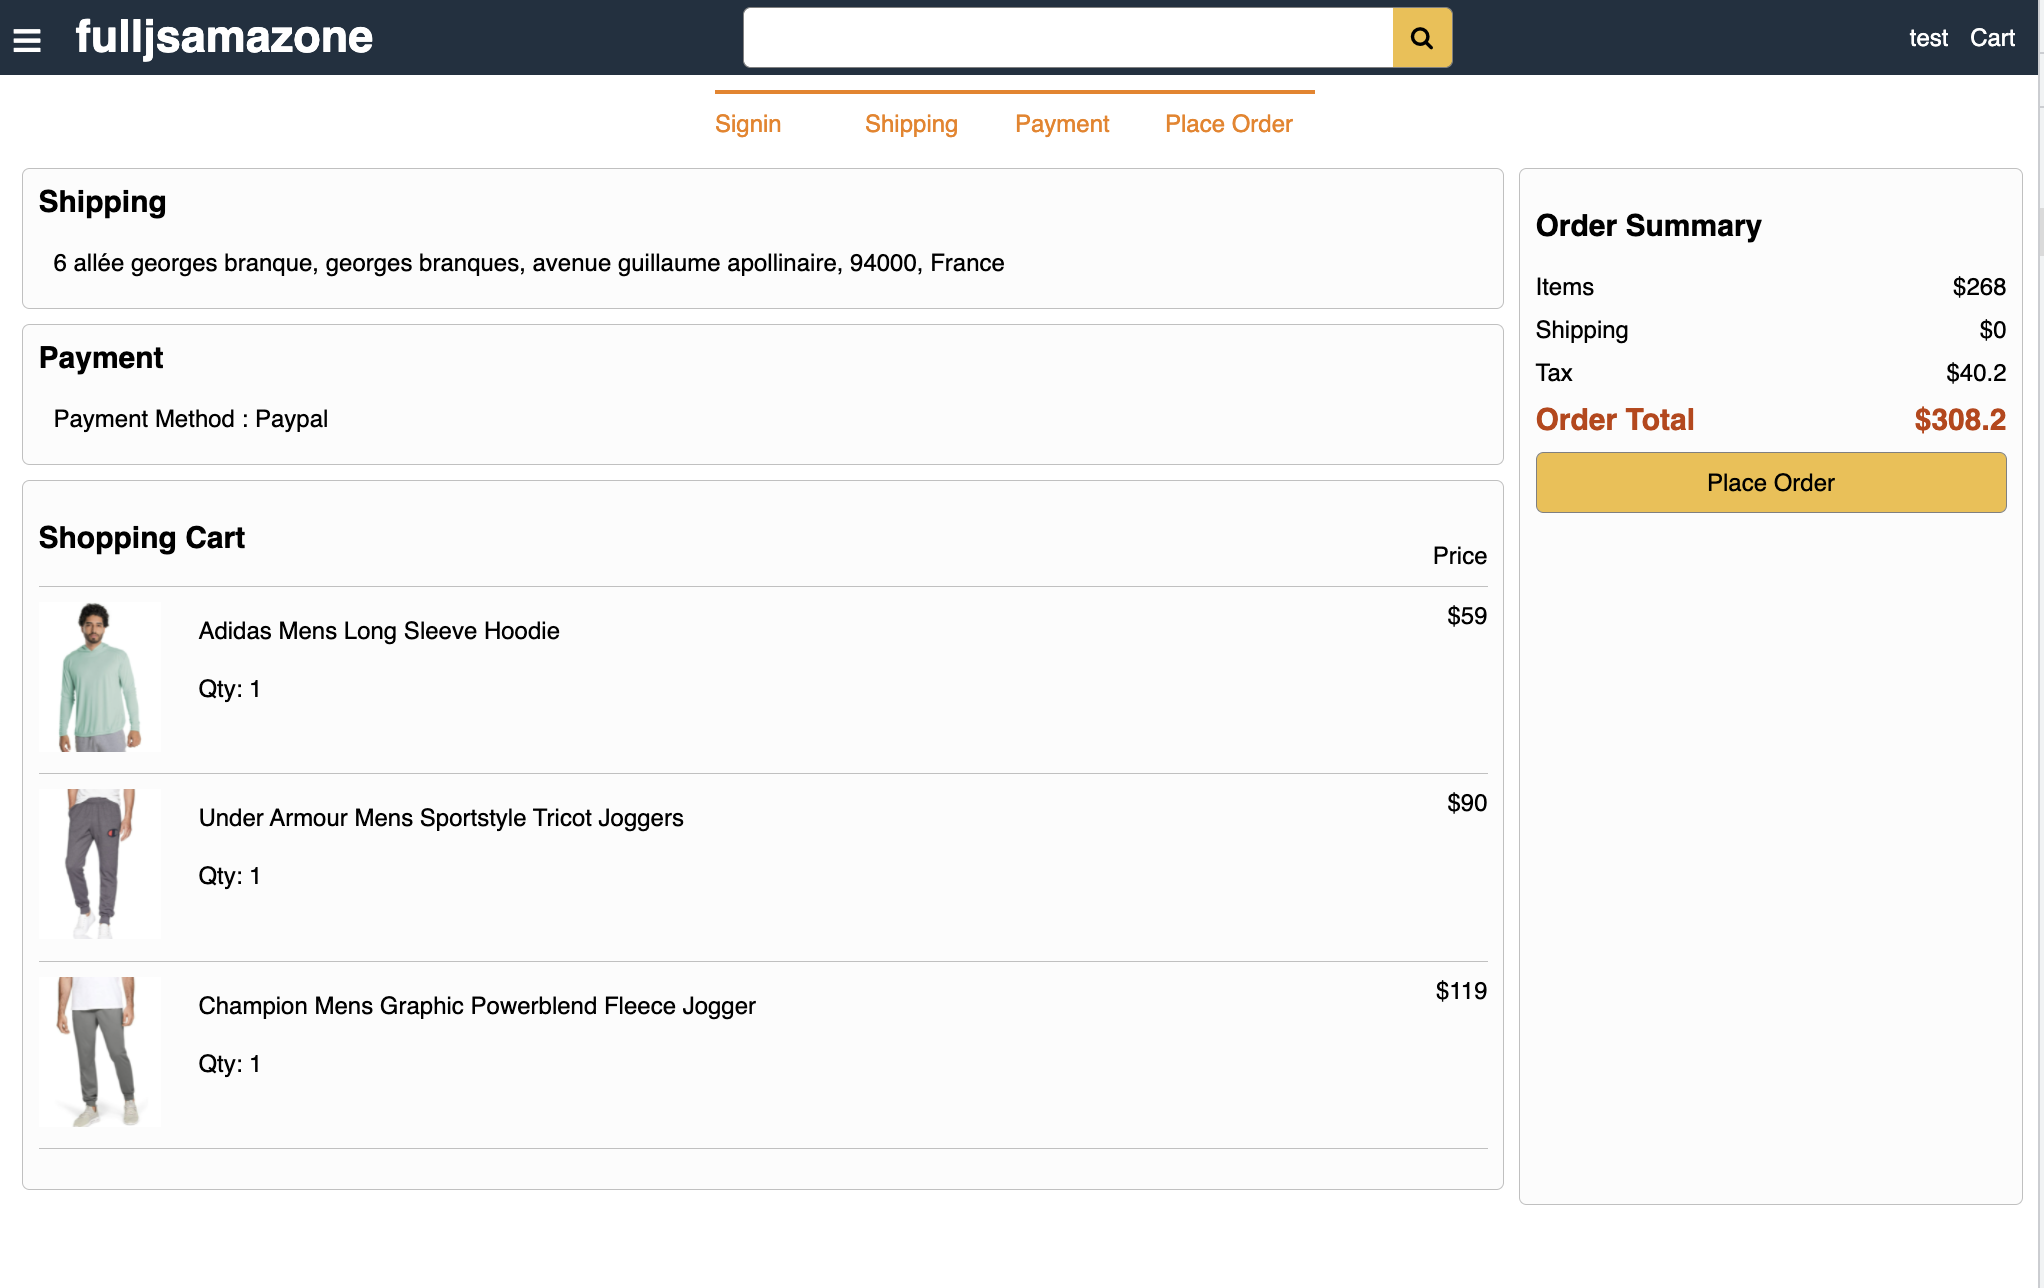 fulljsamazone
test Cart
Signin Shipping Payment Place Order
Shipping
6 allée georges branque, georges branques, avenue guillaume apollinaire, 94000, France
Payment
Payment Method : Paypal
Shopping Cart
Price
Adidas Mens Long Sleeve Hoodie
$59
Qty: 1
Under Armour Mens Sportstyle Tricot Joggers
$90
Qty: 1
Champion Mens Graphic Powerblend Fleece Jogger
$119
Qty: 1
Order Summary
Items $268
Shipping $0
Tax $40.2
Order Total $308.2
Place Order